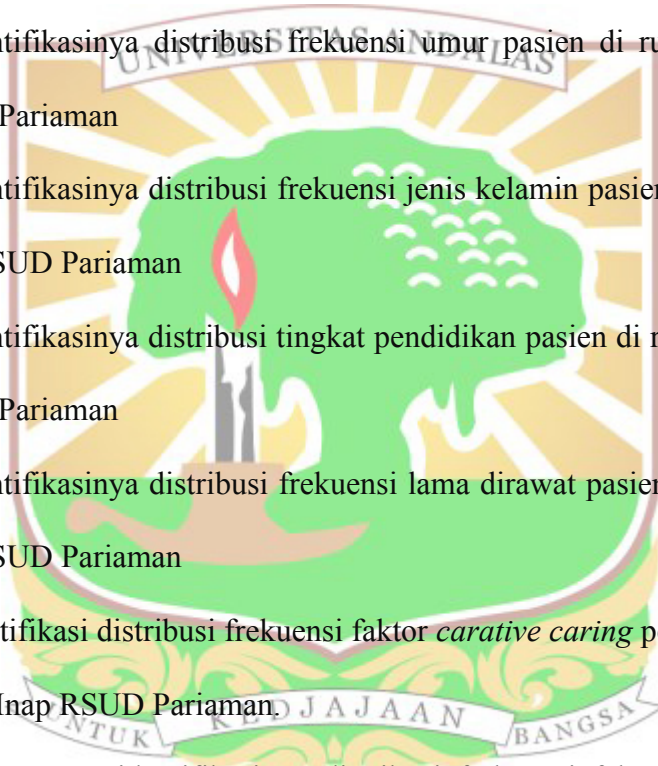 ntifikasinya distribusi frekuensi umur pasien di ru
UNIVERSITAS ANDALAS
Pariaman
ntifikasinya distribusi frekuensi jenis kelamin pasien
SUD Pariaman
ntifikasinya distribusi tingkat pendidikan pasien di r
Pariaman
ntifikasinya distribusi frekuensi lama dirawat pasien
SUD Pariaman
tifikasi distribusi frekuensi faktor carative caring p
Inap RSUD Pariaman.
UNTUK KEDJAJAAN BANGSA